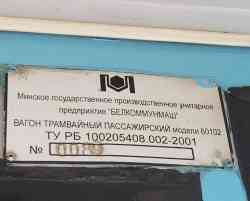 Минское государственное производственное унитарное
предприятие "БЕЛКОММУНМАШ"
ВАГОН ТРАМВАЙНЫЙ ПАССАЖИРСКИЙ модели 60102
ТУ РБ 100205408.002-2001
№